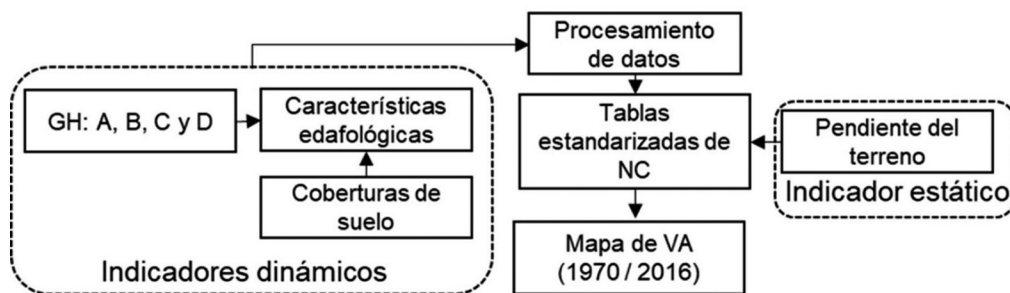 Procesamiento
de datos
GH: A, B, C y D
Características
edafológicas
Coberturas de
suelo
Indicadores dinámicos
Tablas
estandarizadas de
NC
Pendiente del
terreno
Indicador estático
Mapa de VA
(1970 / 2016)